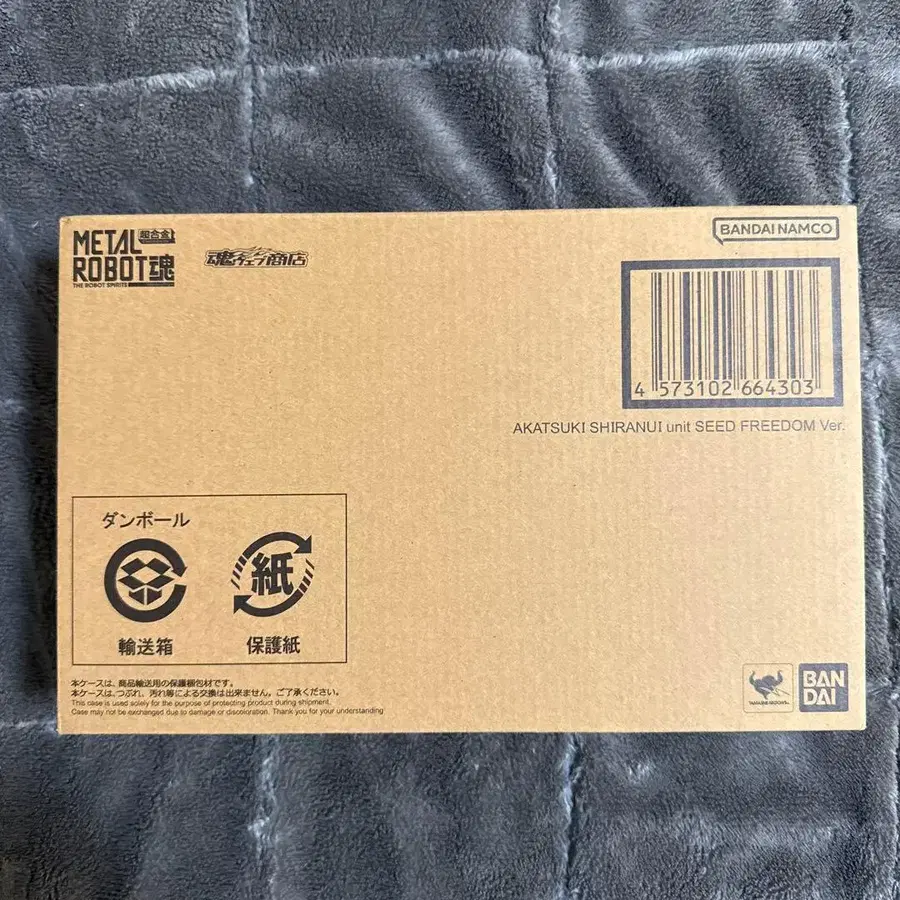 METAL 超合金
ROBOT魂
THE ROBOT SPIRITS
魂ウェブ商店
BANDAI NAMCO
4 573102 664303
AKATSUKI SHIRANUI unit SEED FREEDOM Ver.
ダンボール
紙
輸送箱
保護紙
本ケースは、商品輸送用の保護梱包材です。
本ケースは、つぶれ、汚れ等による交換は出来ません。ご了承ください。
This case is used solely for the purpose of protecting product during shipment.
Case may not be exchanged due to damage or discoloration. Thank you for your understanding
TAMASHII NATIONS
BAN
DAI